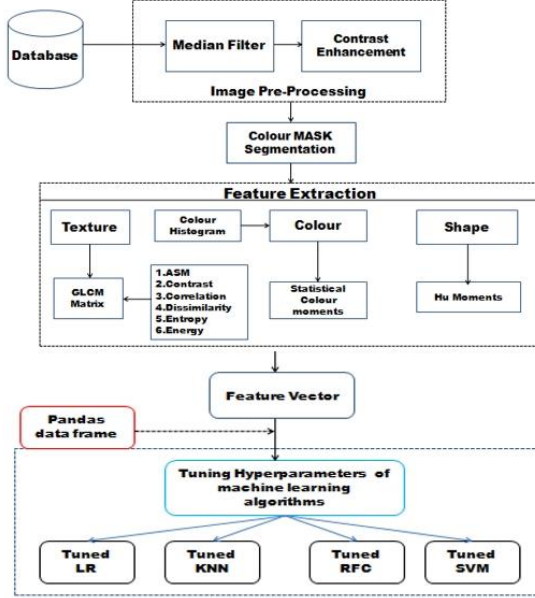 Database
Median Filter
Contrast
Enhancement
Image Pre-Processing
Colour MASK
Segmentation
Feature Extraction
Texture
Colour
Histogram
Colour
Shape
GLCM
Matrix
1.ASM
2.Contrast
3.Correlation
4.Dissimilarity
5.Entropy
6.Energy
Statistical
Colour
moments
Hu Moments
Feature Vector
Pandas
data frame
Tuning Hyperparameters of
machine learning
algorithms
Tuned
LR
Tuned
KNN
Tuned
RFC
Tuned
SVM